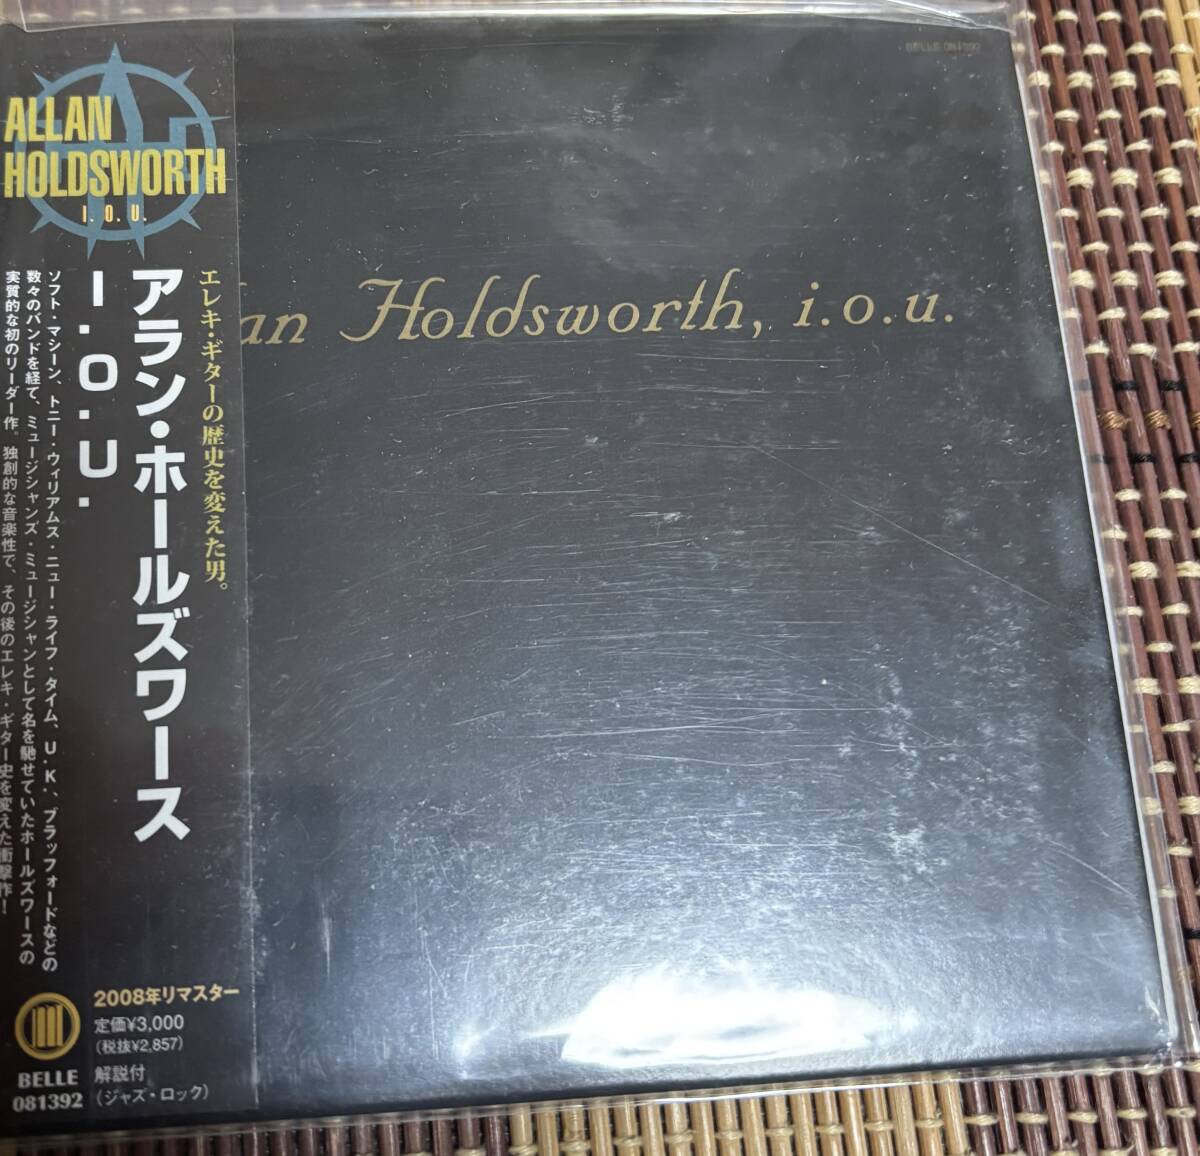 BELLE 081392
ALLAN
HOLDSWORTH
I.O.U.
an Holdsworth, i.o.u.
エレキ・ギターの歴史を変えた男。
アラン・ホールズワース
I.O.U.
ソフト・マシーン、トニー・ウィリアムス・ニュー・ライフ・タイム、U.K.、ブラッフォードなどの
数々のバンドを経て、ミュージシャンズ・ミュージシャンとして名を馳せていたホールズワースの
実質的な初のリーダー作。独創的な音楽性で、その後のエレキ・ギター史を変えた衝撃作!
2008年リマスター
定価¥3,000
(税抜¥2,857)
解説付
(ジャズ・ロック)
BELLE
081392